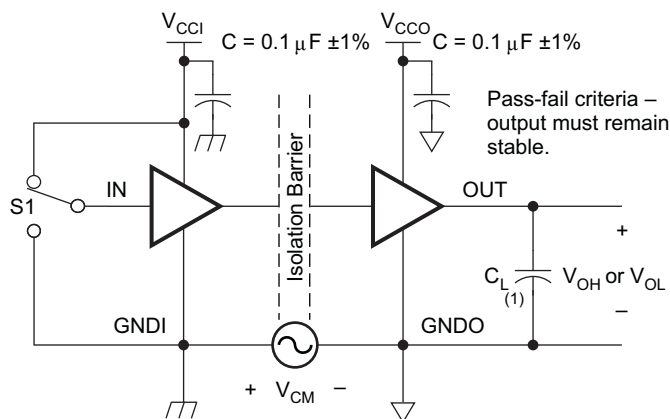 V_CCI
C = 0.1 μF ±1%
V_CCO
C = 0.1 μF ±1%
Pass-fail criteria –
output must remain
stable.
Isolation Barrier
IN
OUT
S1
+
C_L
(1)
V_OH or V_OL
–
GNDI
GNDO
+ V_CM –